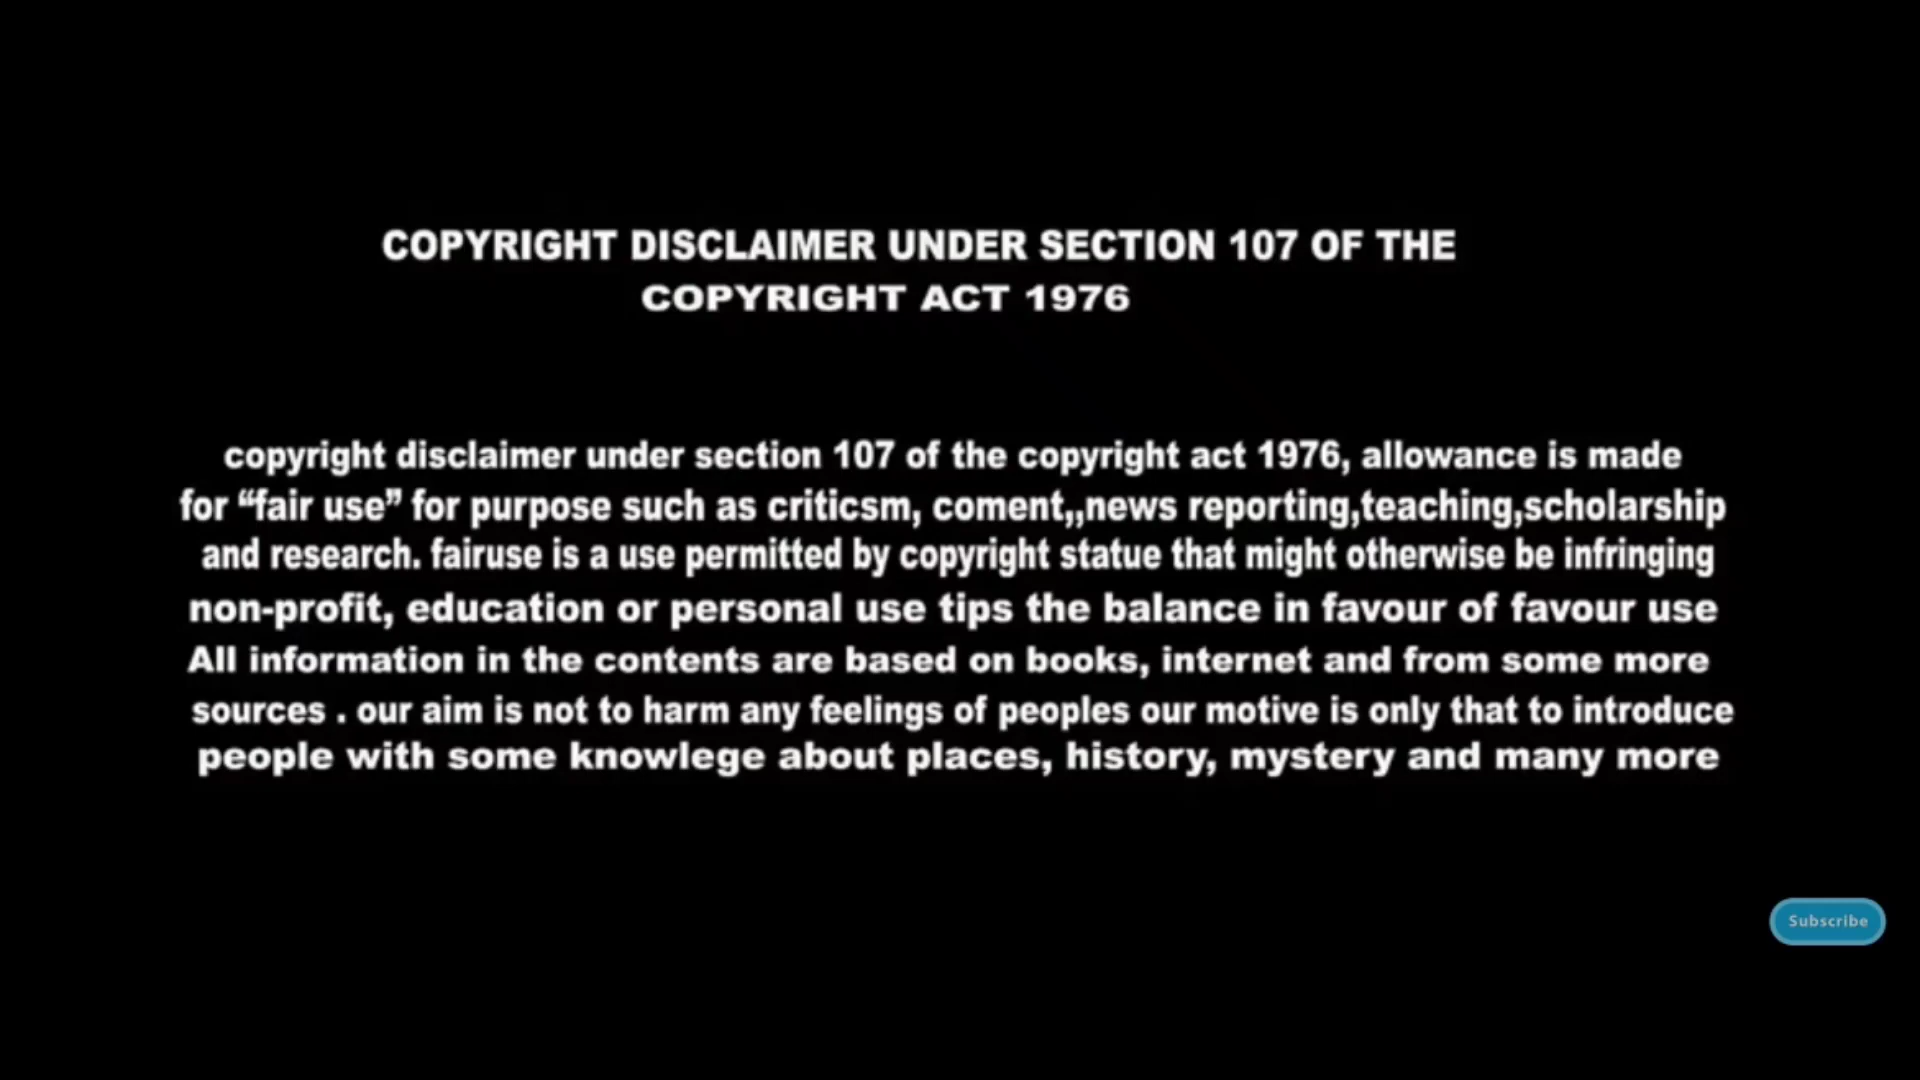 COPYRIGHT DISCLAIMER UNDER SECTION 107 OF THE
COPYRIGHT ACT 1976
copyright disclaimer under section 107 of the copyright act 1976, allowance is made
for “fair use” for purpose such as criticsm, coment,,news reporting,teaching,scholarship
and research. fairuse is a use permitted by copyright statue that might otherwise be infringing
non-profit, education or personal use tips the balance in favour of favour use
All information in the contents are based on books, internet and from some more
sources . our aim is not to harm any feelings of peoples our motive is only that to introduce
people with some knowlege about places, history, mystery and many more
Subscribe